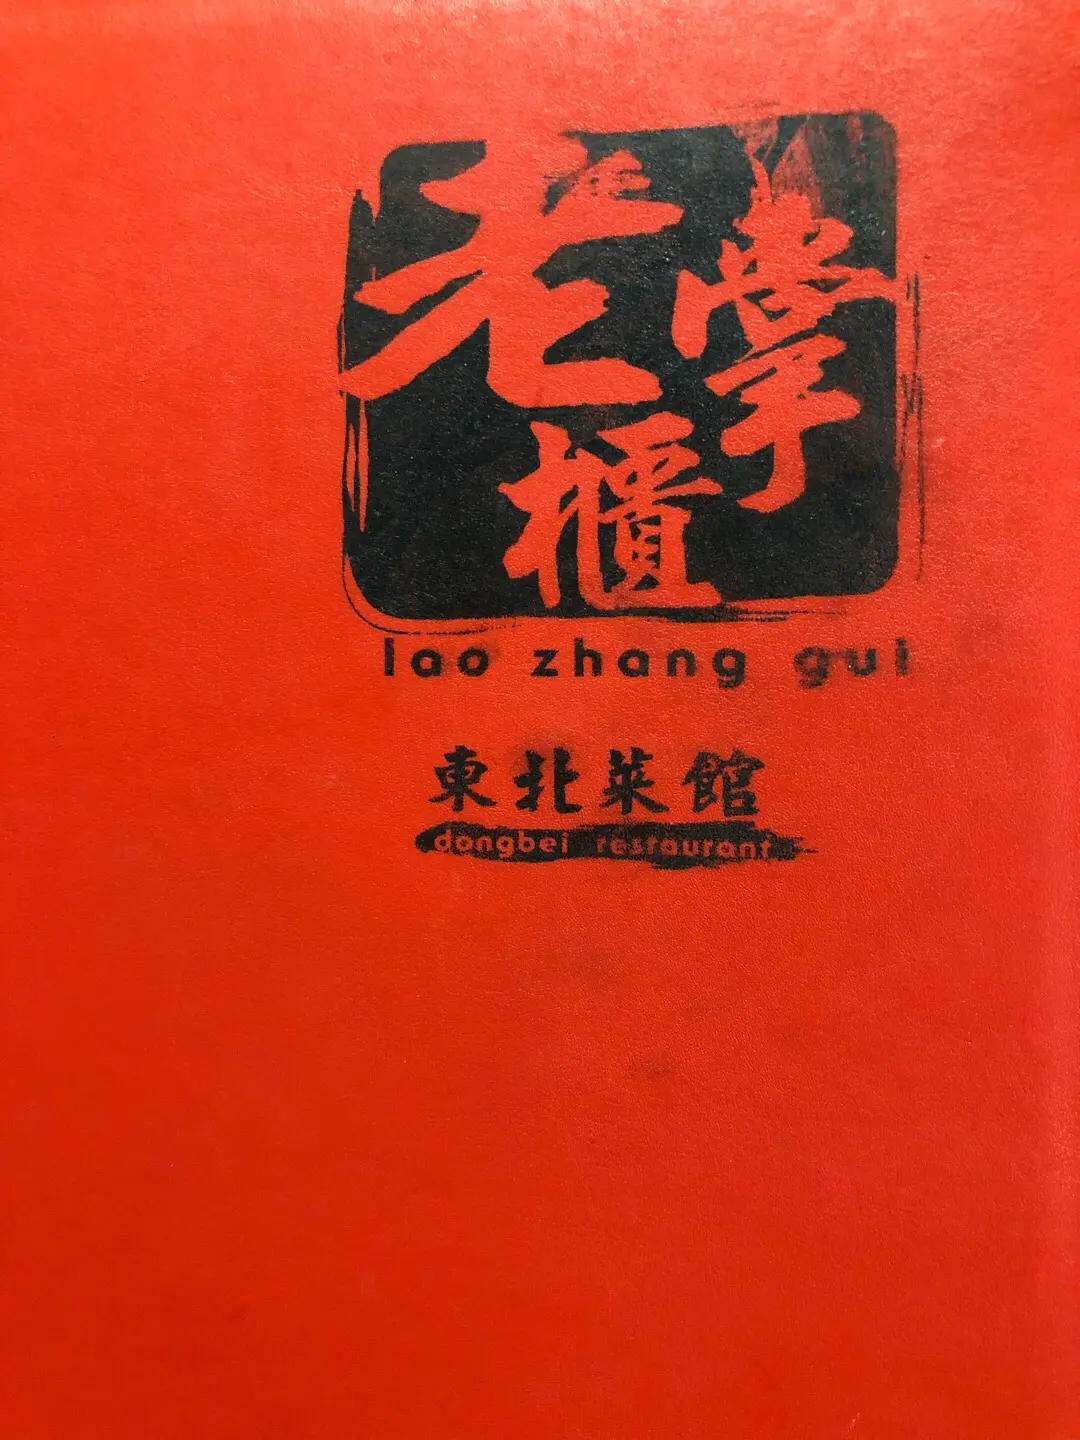 老掌櫃
lao zhang gui
東北菜館
dongbei restaurant